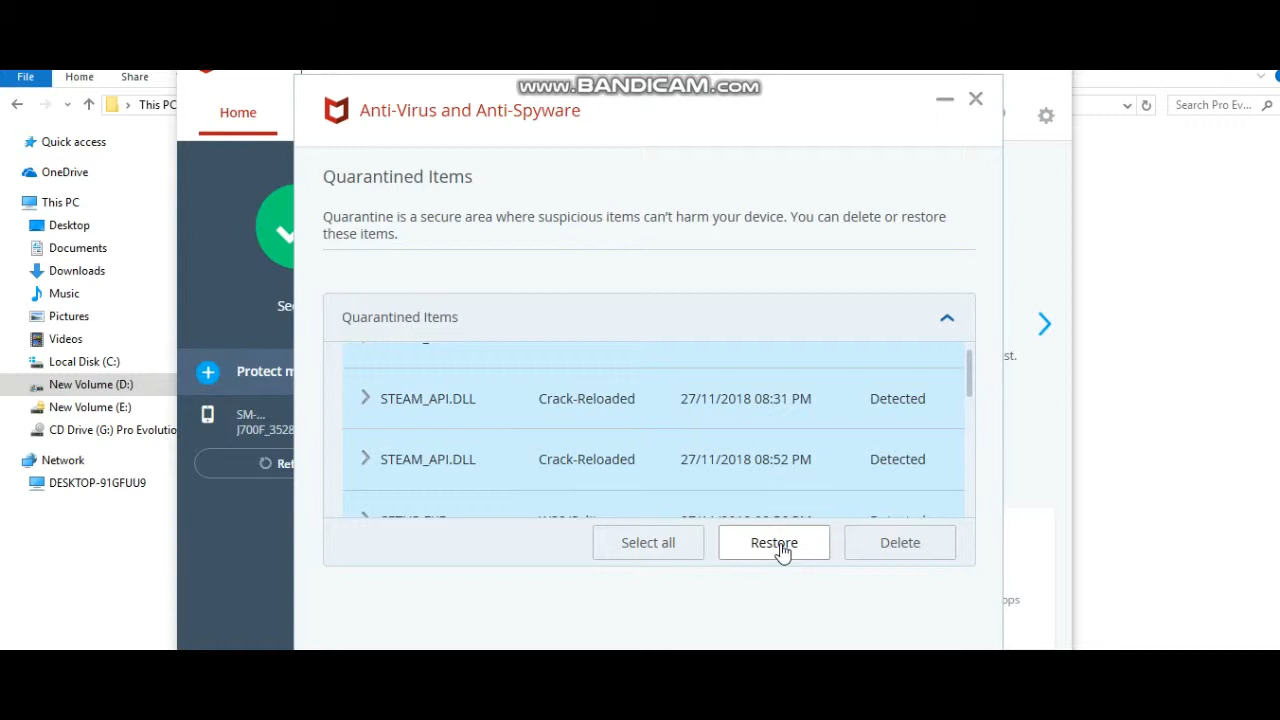 www.BANDICAM.com
File Home Share
This PC
Search Pro Ev...
Home
Anti-Virus and Anti-Spyware
Quick access
OneDrive
This PC
Desktop
Documents
Downloads
Music
Pictures
Videos
Local Disk (C:)
New Volume (D:)
New Volume (E:)
CD Drive (G:) Pro Evolutio
Network
DESKTOP-91GFUU9
Se
Protect m
SM-...
J700F_3528
Ref
Quarantined Items
Quarantine is a secure area where suspicious items can't harm your device. You can delete or restore
these items.
Quarantined Items
STEAM_API.DLL Crack-Reloaded 27/11/2018 08:31 PM Detected
STEAM_API.DLL Crack-Reloaded 27/11/2018 08:52 PM Detected
Select all Restore Delete
st.
ops